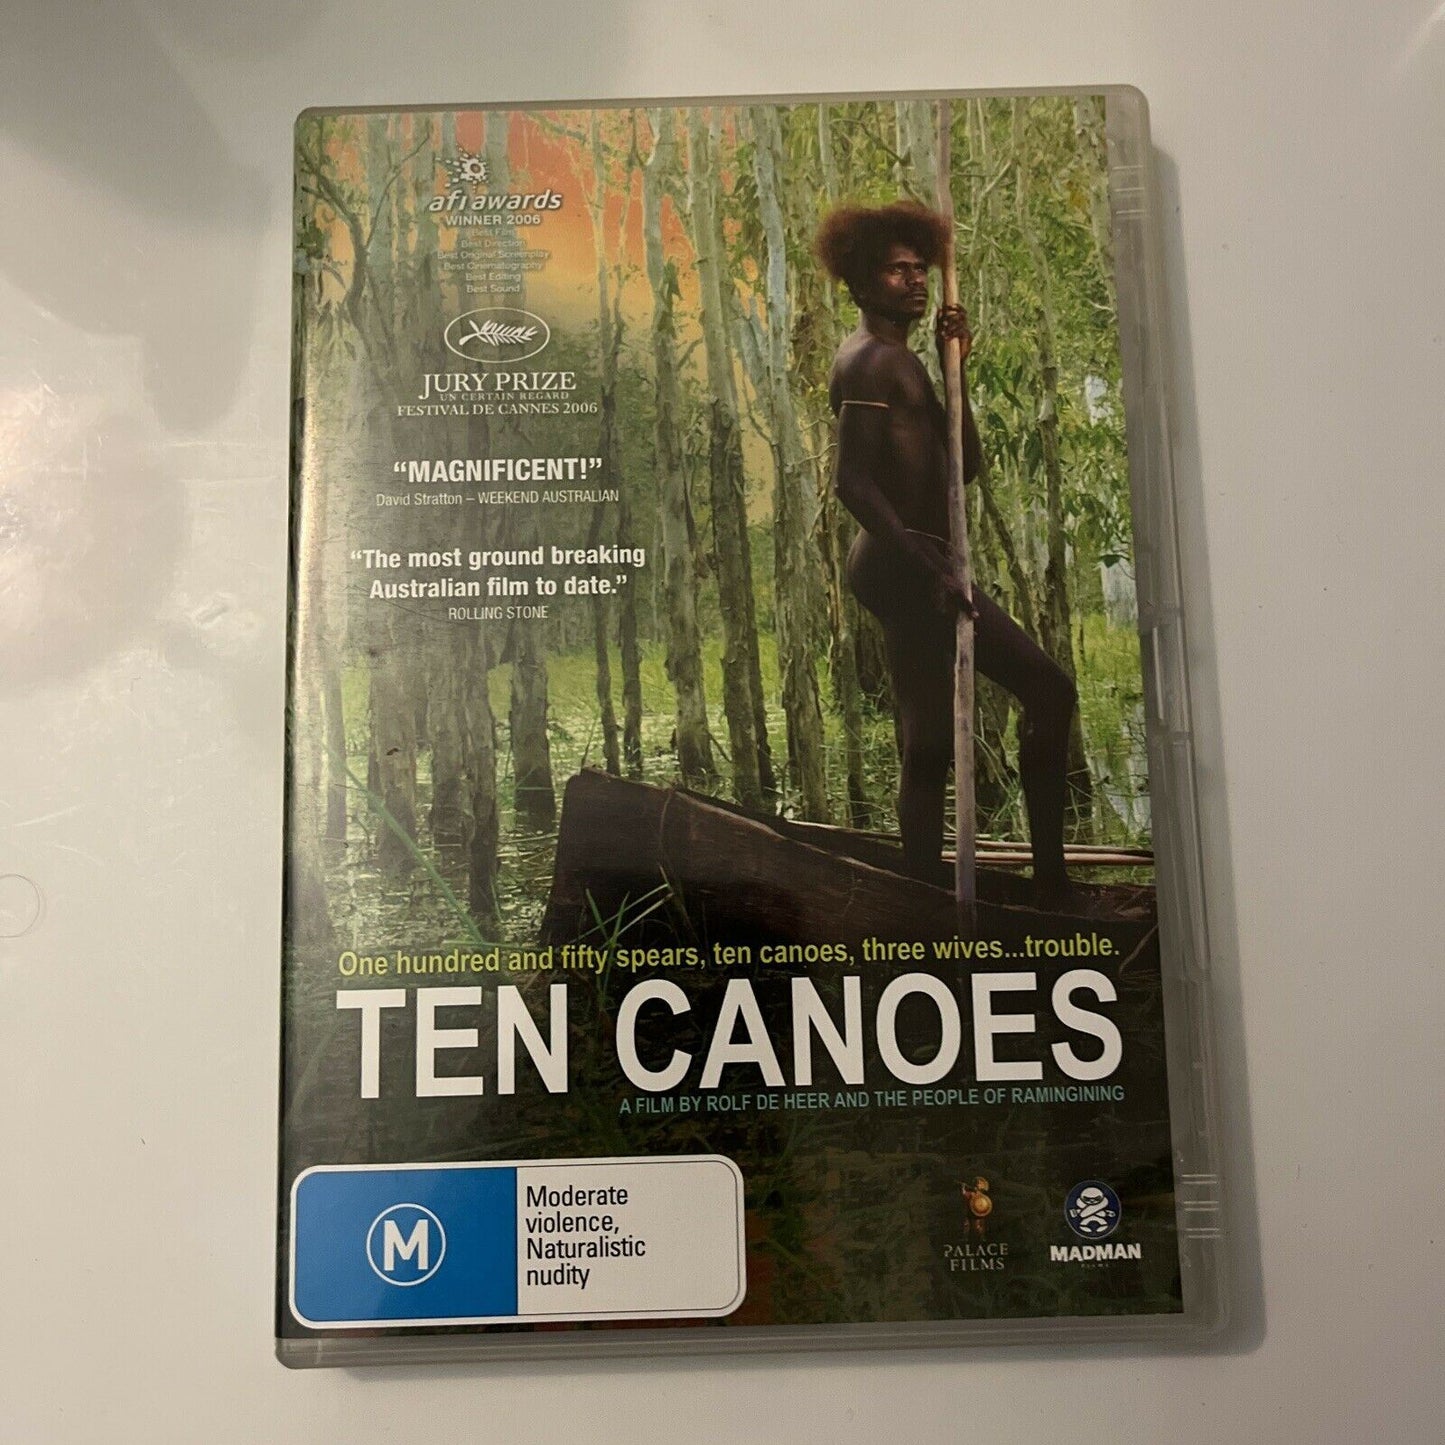 afi awards
WINNER 2006
Best Film
Best Direction
Best Original Screenplay
Best Cinematography
Best Editing
Best Sound
JURY PRIZE
UN CERTAIN REGARD
FESTIVAL DE CANNES 2006
“MAGNIFICENT!”
David Stratton – WEEKEND AUSTRALIAN
“The most ground breaking
Australian film to date.”
ROLLING STONE
One hundred and fifty spears, ten canoes, three wives...trouble.
TEN CANOES
A FILM BY ROLF DE HEER AND THE PEOPLE OF RAMINGINING
M
Moderate
violence,
Naturalistic
nudity
PALACE
FILMS
MADMAN
FILMS